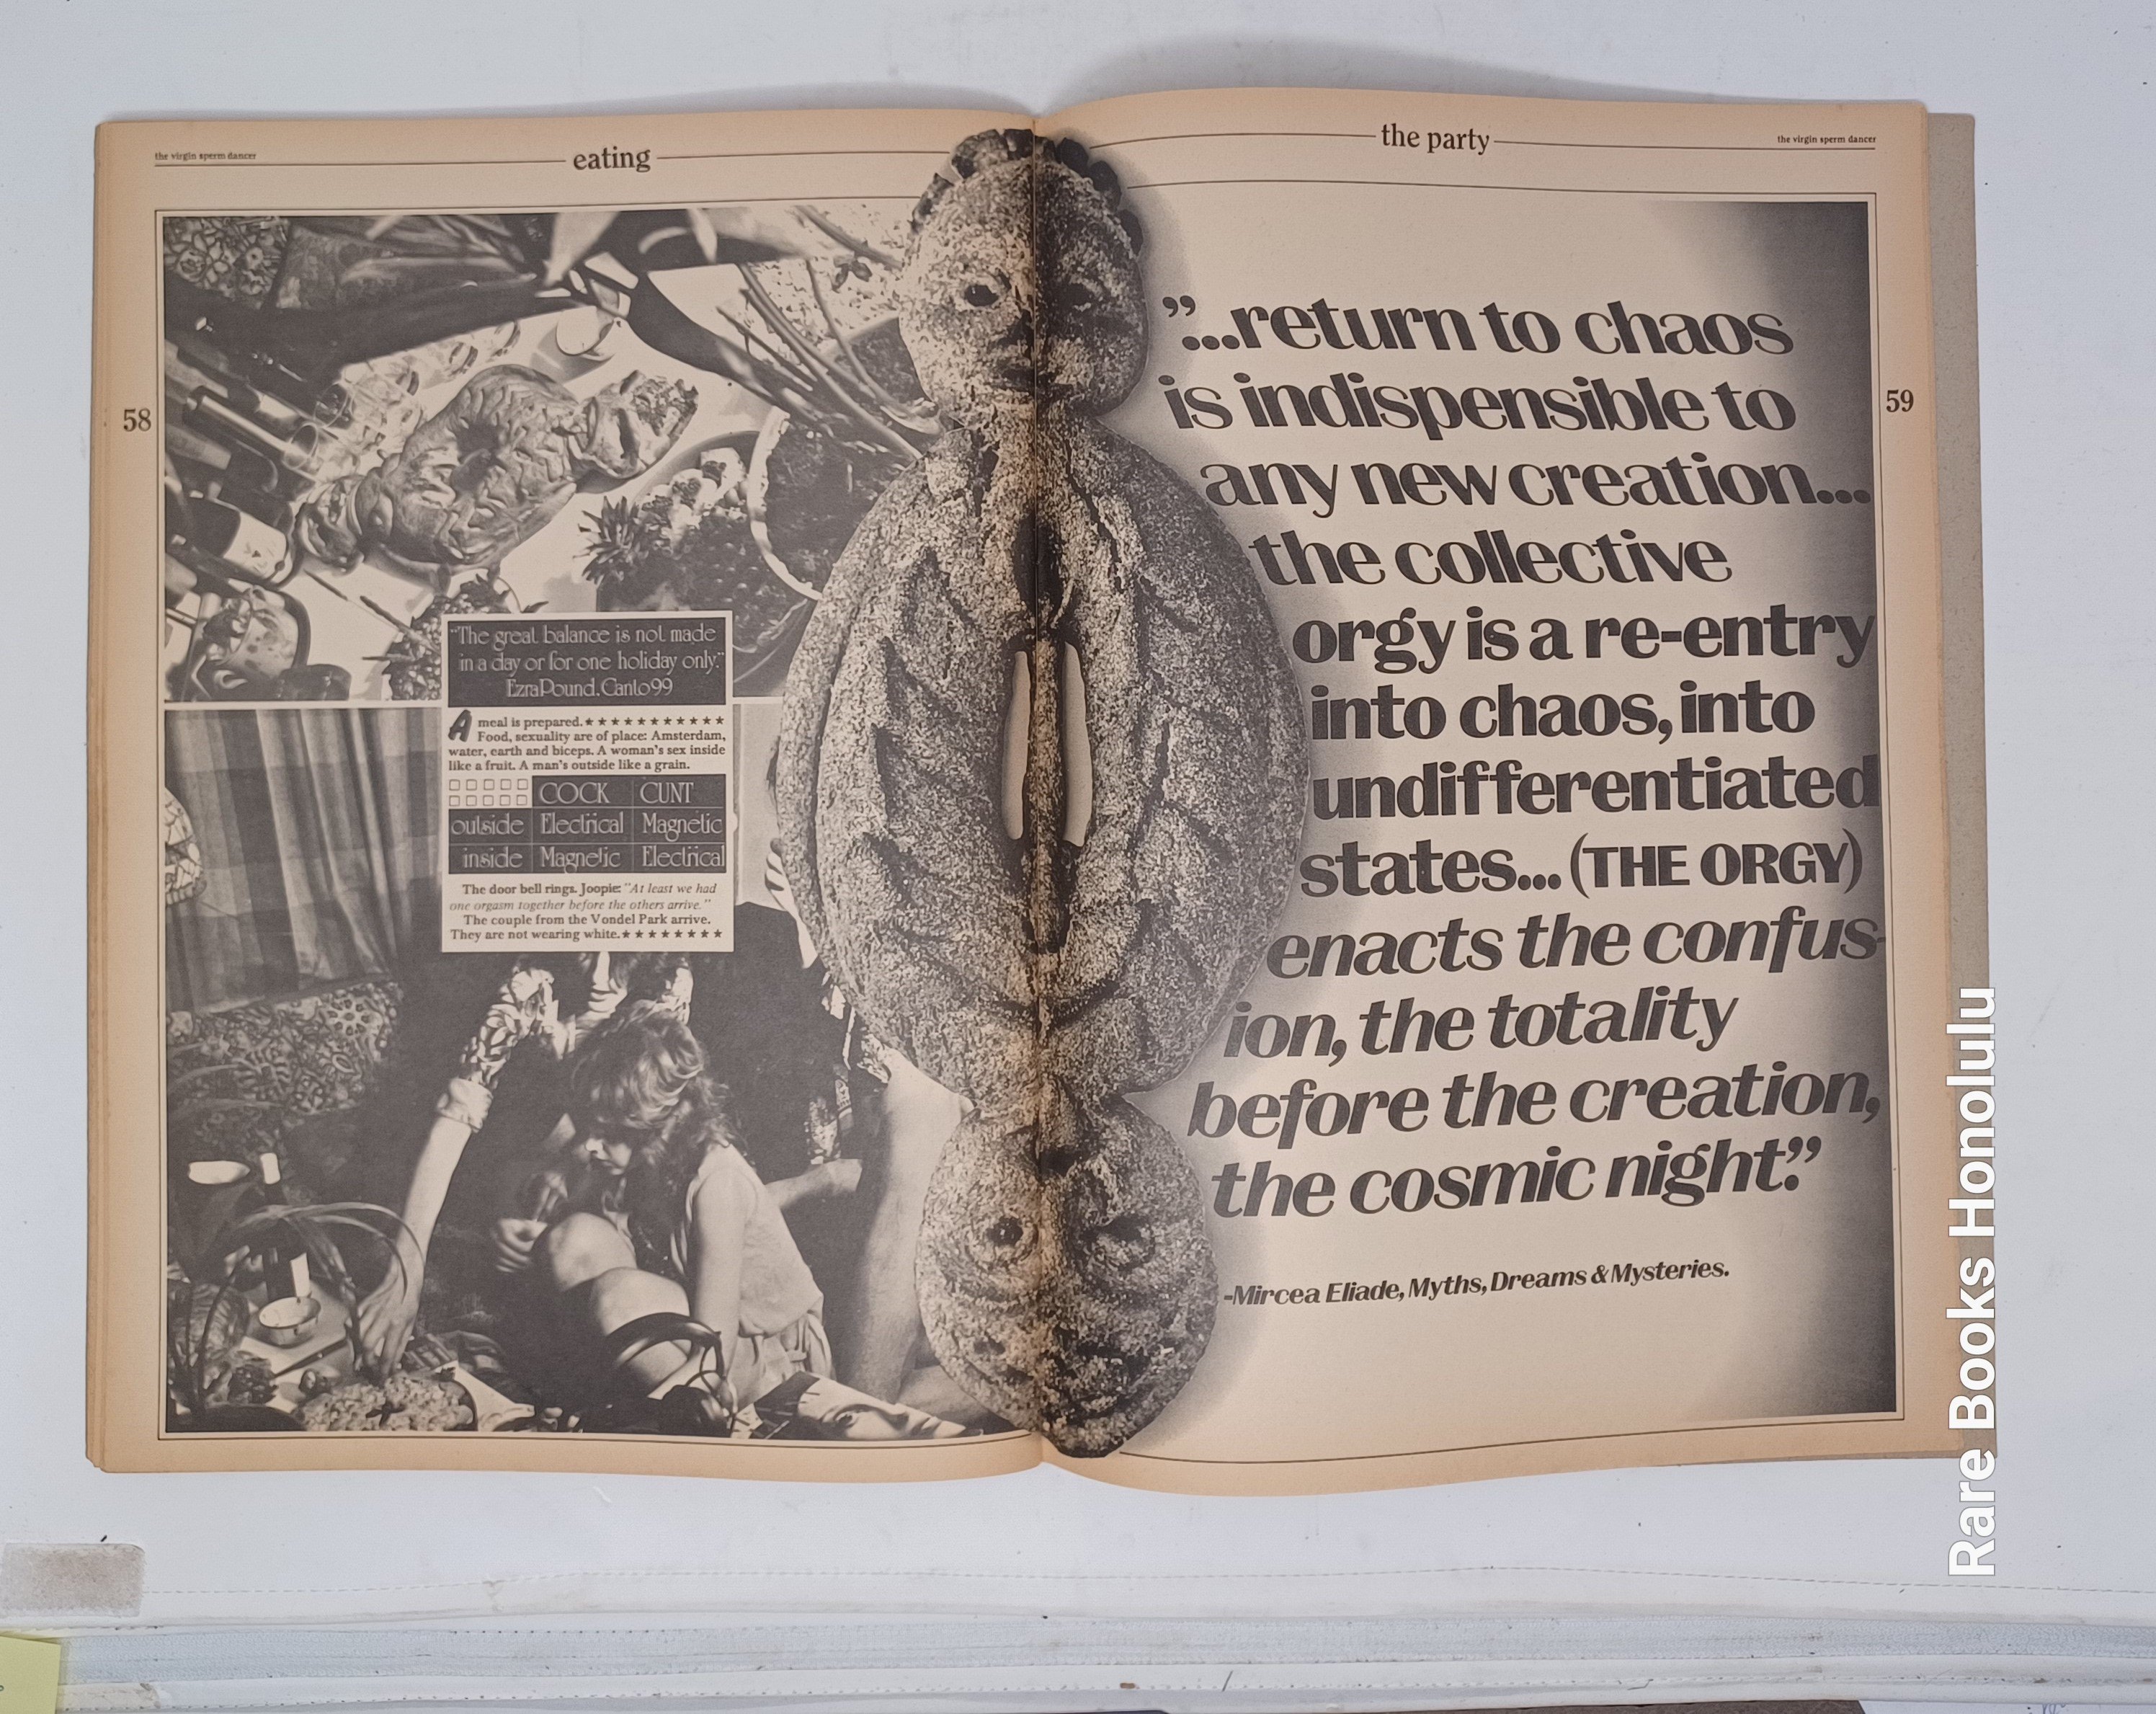 the virgin sperm dancer
eating
58
"The great balance is not made
in a day or for one holiday only."
Ezra Pound. Canto 99
A meal is prepared.★★★★★★★★★★★
Food, sexuality are of place: Amsterdam,
water, earth and biceps. A woman's sex inside
like a fruit. A man's outside like a grain.
COCK CUNT
outside Electrical Magnetic
inside Magnetic Electrical
The door bell rings. Joopie: "At least we had
one orgasm together before the others arrive."
The couple from the Vondel Park arrive.
They are not wearing white.★★★★★★★★
the party
the virgin sperm dancer
59
”...return to chaos
is indispensible to
any new creation...
the collective
orgy is a re-entry
into chaos, into
undifferentiated
states... (THE ORGY)
enacts the confus-
ion, the totality
before the creation,
the cosmic night.”
-Mircea Eliade, Myths, Dreams & Mysteries.
Rare Books Honolulu